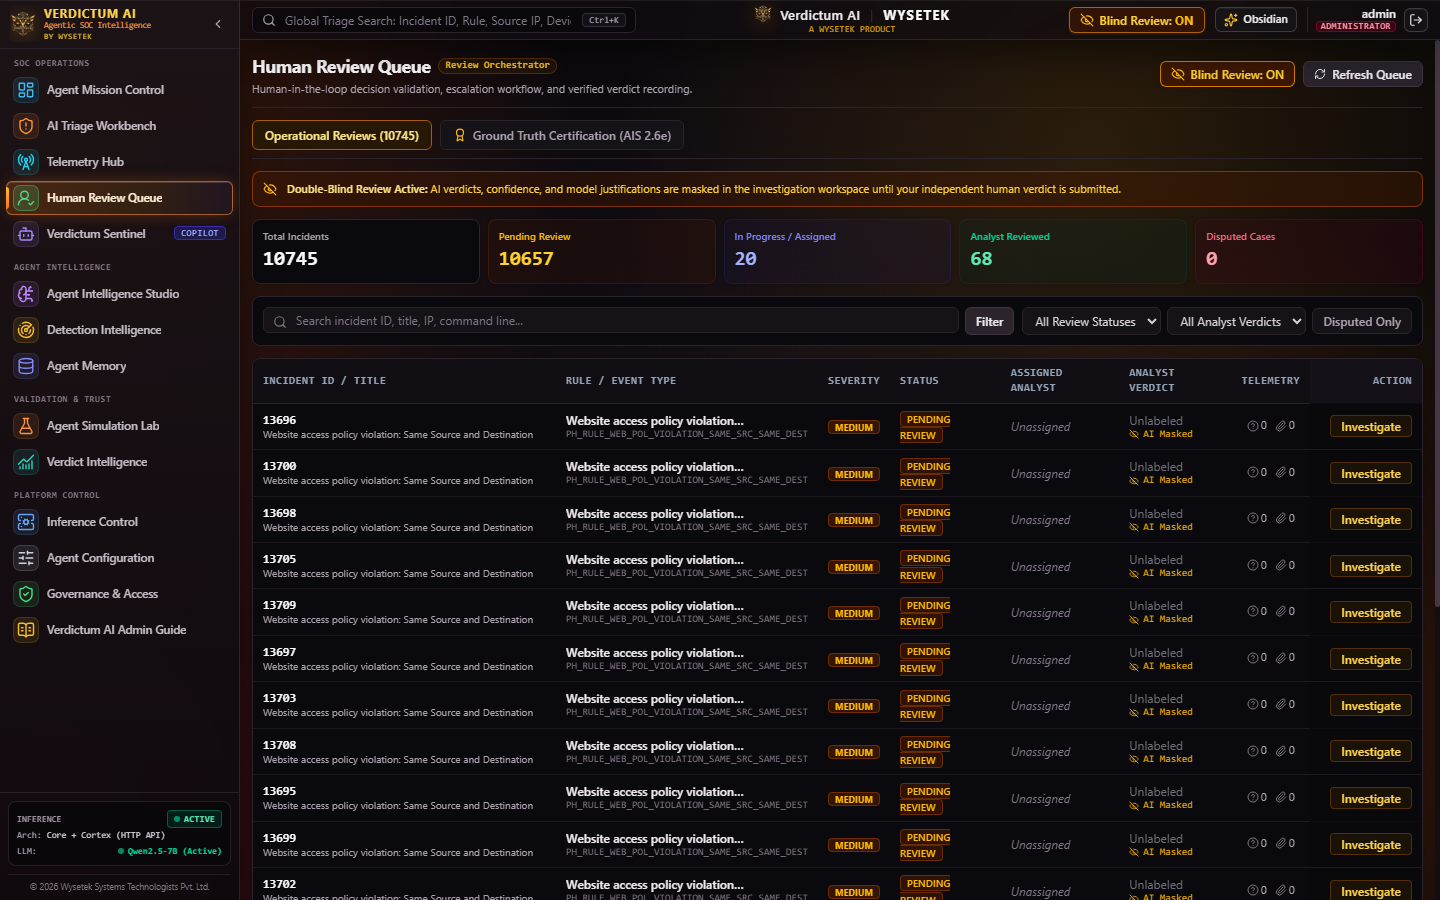 VERDICTUM AI
Agentic SOC Intelligence
BY WYSETEK
Global Triage Search: Incident ID, Rule, Source IP, Devi
Ctrl+K
Verdictum AI
WYSETEK
A WYSETEK PRODUCT
Blind Review: ON
Obsidian
admin
ADMINISTRATOR
SOC OPERATIONS
Agent Mission Control
AI Triage Workbench
Telemetry Hub
Human Review Queue
Verdictum Sentinel
COPILOT
AGENT INTELLIGENCE
Agent Intelligence Studio
Detection Intelligence
Agent Memory
VALIDATION & TRUST
Agent Simulation Lab
Verdict Intelligence
PLATFORM CONTROL
Inference Control
Agent Configuration
Governance & Access
Verdictum AI Admin Guide
INFERENCE
ACTIVE
Arch: Core + Cortex (HTTP API)
LLM: Qwen2.5-7B (Active)
© 2026 Wysetek Systems Technologists Pvt. Ltd.
Human Review Queue
Review Orchestrator
Human-in-the-loop decision validation, escalation workflow, and verified verdict recording.
Blind Review: ON
Refresh Queue
Operational Reviews (10745)
Ground Truth Certification (AIS 2.6e)
Double-Blind Review Active: AI verdicts, confidence, and model justifications are masked in the investigation workspace until your independent human verdict is submitted.
Total Incidents
10745
Pending Review
10657
In Progress / Assigned
20
Analyst Reviewed
68
Disputed Cases
0
Search incident ID, title, IP, command line...
Filter
All Review Statuses
All Analyst Verdicts
Disputed Only
INCIDENT ID / TITLE
RULE / EVENT TYPE
SEVERITY
STATUS
ASSIGNED ANALYST
ANALYST VERDICT
TELEMETRY
ACTION
13696
Website access policy violation: Same Source and Destination
Website access policy violation...
PH_RULE_WEB_POL_VIOLATION_SAME_SRC_SAME_DEST
MEDIUM
PENDING REVIEW
Unassigned
Unlabeled
AI Masked
0 0
Investigate
13700
Website access policy violation: Same Source and Destination
Website access policy violation...
PH_RULE_WEB_POL_VIOLATION_SAME_SRC_SAME_DEST
MEDIUM
PENDING REVIEW
Unassigned
Unlabeled
AI Masked
0 0
Investigate
13698
Website access policy violation: Same Source and Destination
Website access policy violation...
PH_RULE_WEB_POL_VIOLATION_SAME_SRC_SAME_DEST
MEDIUM
PENDING REVIEW
Unassigned
Unlabeled
AI Masked
0 0
Investigate
13705
Website access policy violation: Same Source and Destination
Website access policy violation...
PH_RULE_WEB_POL_VIOLATION_SAME_SRC_SAME_DEST
MEDIUM
PENDING REVIEW
Unassigned
Unlabeled
AI Masked
0 0
Investigate
13709
Website access policy violation: Same Source and Destination
Website access policy violation...
PH_RULE_WEB_POL_VIOLATION_SAME_SRC_SAME_DEST
MEDIUM
PENDING REVIEW
Unassigned
Unlabeled
AI Masked
0 0
Investigate
13697
Website access policy violation: Same Source and Destination
Website access policy violation...
PH_RULE_WEB_POL_VIOLATION_SAME_SRC_SAME_DEST
MEDIUM
PENDING REVIEW
Unassigned
Unlabeled
AI Masked
0 0
Investigate
13703
Website access policy violation: Same Source and Destination
Website access policy violation...
PH_RULE_WEB_POL_VIOLATION_SAME_SRC_SAME_DEST
MEDIUM
PENDING REVIEW
Unassigned
Unlabeled
AI Masked
0 0
Investigate
13708
Website access policy violation: Same Source and Destination
Website access policy violation...
PH_RULE_WEB_POL_VIOLATION_SAME_SRC_SAME_DEST
MEDIUM
PENDING REVIEW
Unassigned
Unlabeled
AI Masked
0 0
Investigate
13695
Website access policy violation: Same Source and Destination
Website access policy violation...
PH_RULE_WEB_POL_VIOLATION_SAME_SRC_SAME_DEST
MEDIUM
PENDING REVIEW
Unassigned
Unlabeled
AI Masked
0 0
Investigate
13699
Website access policy violation: Same Source and Destination
Website access policy violation...
PH_RULE_WEB_POL_VIOLATION_SAME_SRC_SAME_DEST
MEDIUM
PENDING REVIEW
Unassigned
Unlabeled
AI Masked
0 0
Investigate
13702
Website access policy violation: Same Source and Destination
Website access policy violation...
PH_RULE_WEB_POL_VIOLATION_SAME_SRC_SAME_DEST
MEDIUM
PENDING REVIEW
Unassigned
Unlabeled
AI Masked
0 0
Investigate